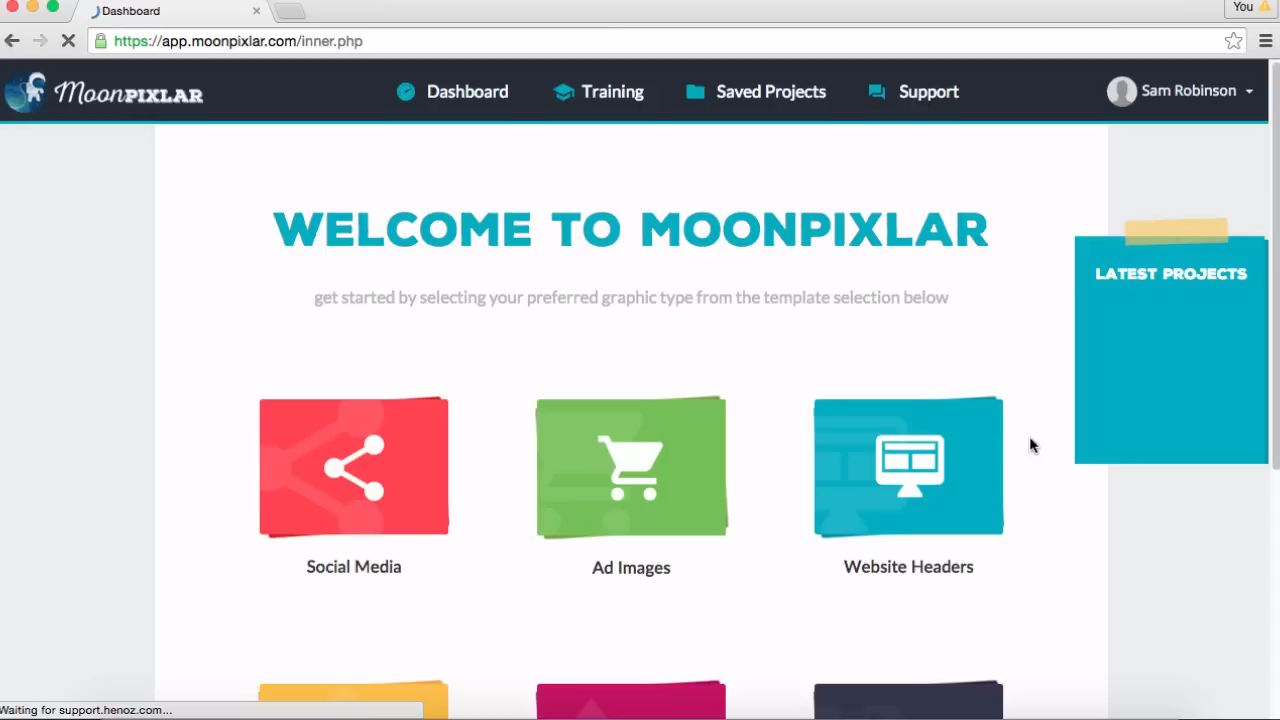 Dashboard
You
https://app.moonpixlar.com/inner.php
MoonPIXLAR
Dashboard
Training
Saved Projects
Support
Sam Robinson
WELCOME TO MOONPIXLAR
get started by selecting your preferred graphic type from the template selection below
LATEST PROJECTS
Social Media
Ad Images
Website Headers
Waiting for support.henoz.com...